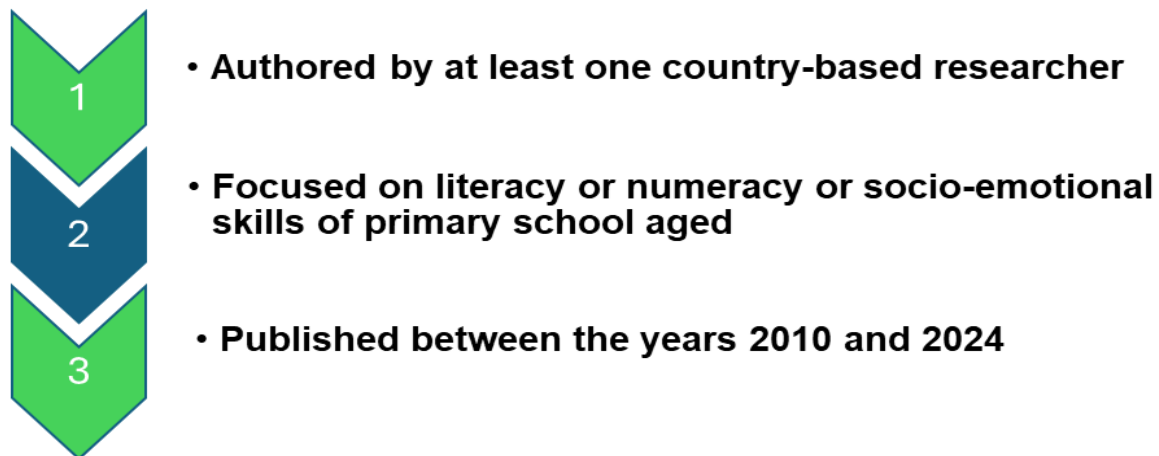 1
• Authored by at least one country-based researcher
2
• Focused on literacy or numeracy or socio-emotional
skills of primary school aged
3
• Published between the years 2010 and 2024